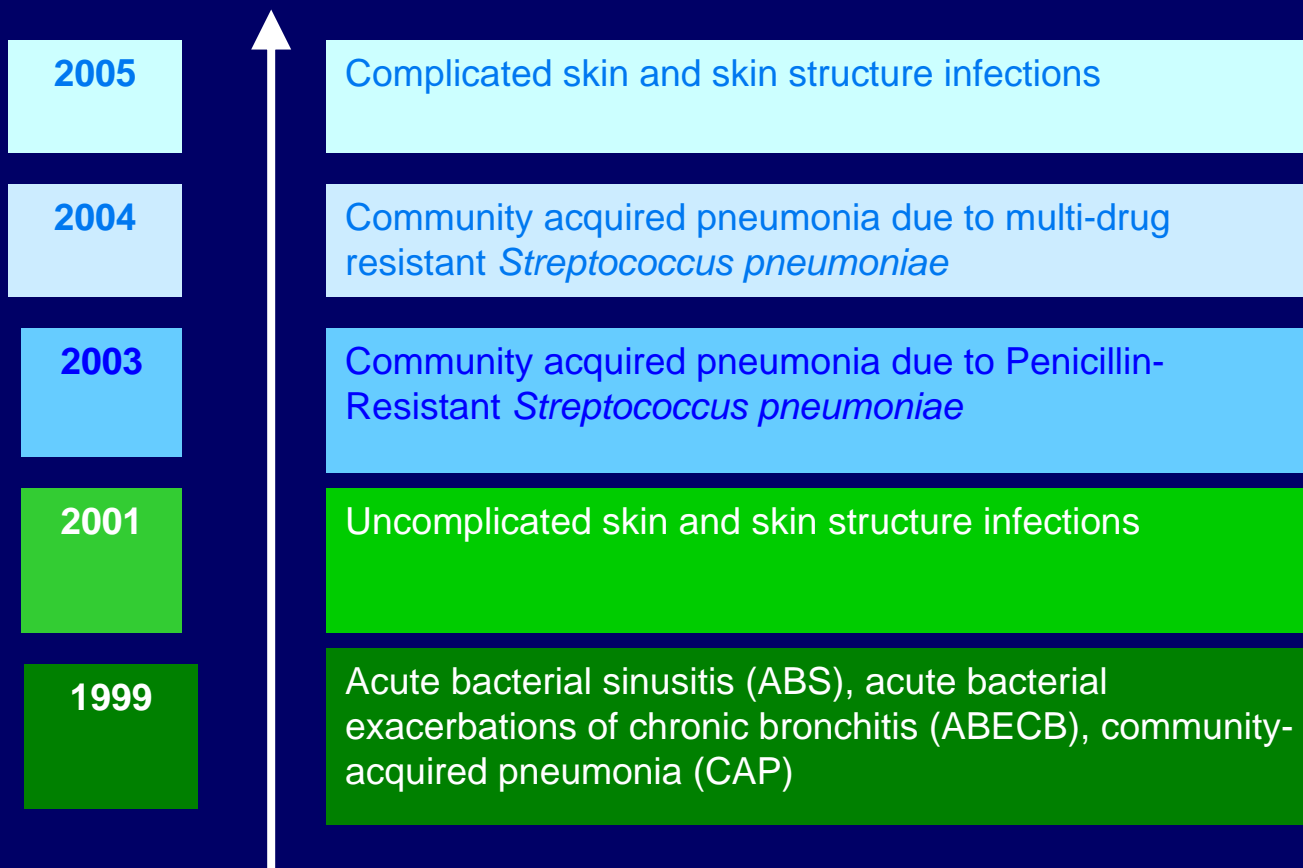 2005
Complicated skin and skin structure infections
2004
Community acquired pneumonia due to multi-drug
resistant Streptococcus pneumoniae
2003
Community acquired pneumonia due to Penicillin-
Resistant Streptococcus pneumoniae
2001
Uncomplicated skin and skin structure infections
1999
Acute bacterial sinusitis (ABS), acute bacterial
exacerbations of chronic bronchitis (ABECB), community-
acquired pneumonia (CAP)